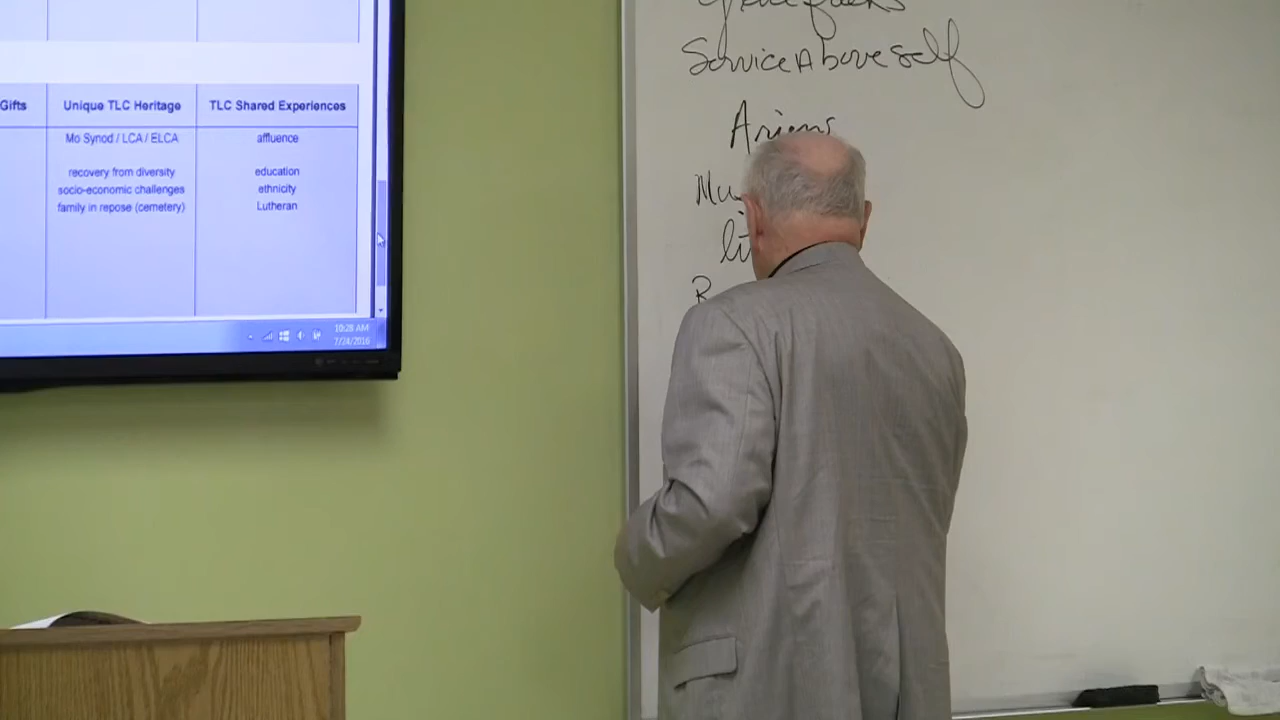 Gifts Unique TLC Heritage TLC Shared Experiences
Mo Synod / LCA / ELCA affluence
recovery from diversity education
socio-economic challenges ethnicity
family in repose (cemetery) Lutheran
10:28 AM
7/24/2016
Service Above self